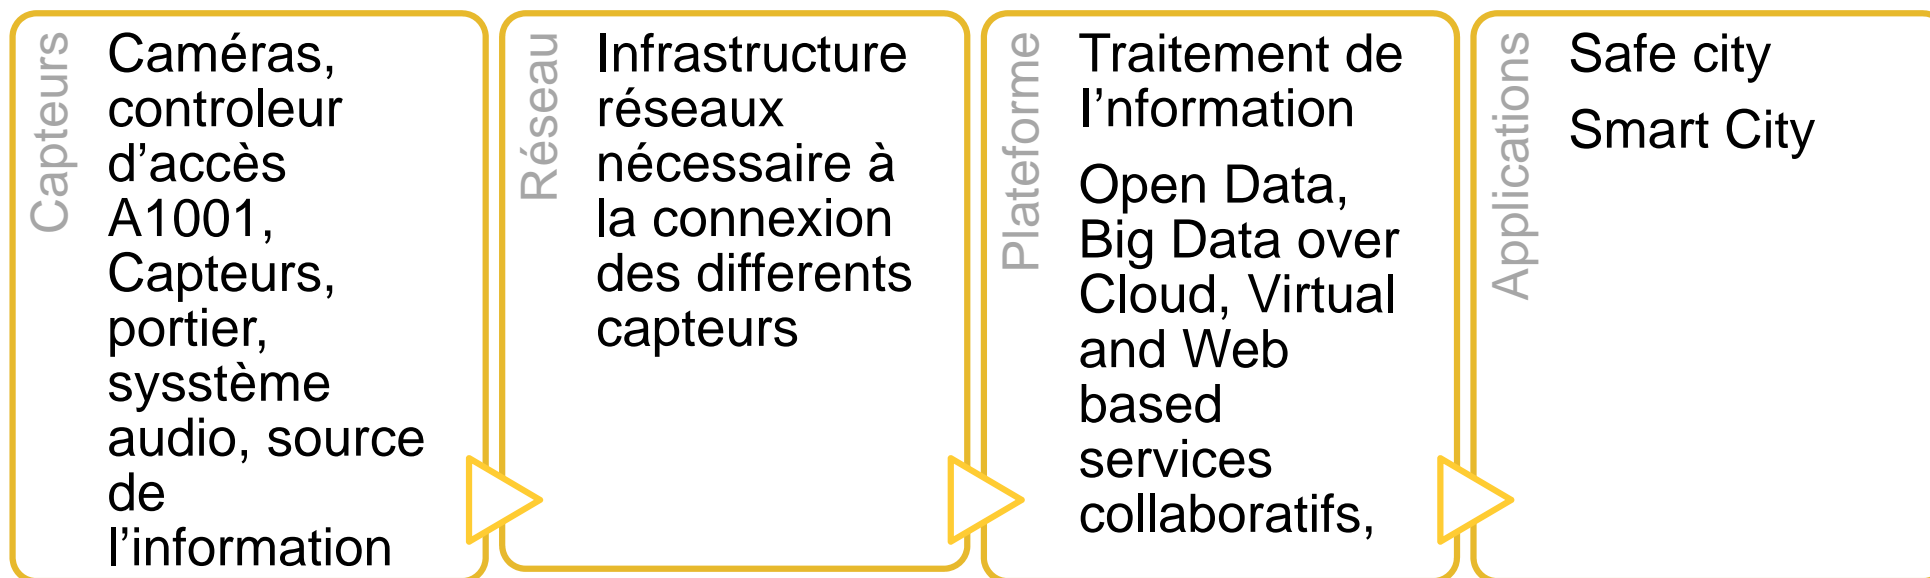 Capteurs
Caméras,
controleur
d'accès
A1001,
Capteurs,
portier,
sysstème
audio, source
de
l'information
Réseau
Infrastructure
réseaux
nécessaire à
la connexion
des differents
capteurs
Plateforme
Traitement de
l'nformation
Open Data,
Big Data over
Cloud, Virtual
and Web
based
services
collaboratifs,
Applications
Safe city
Smart City